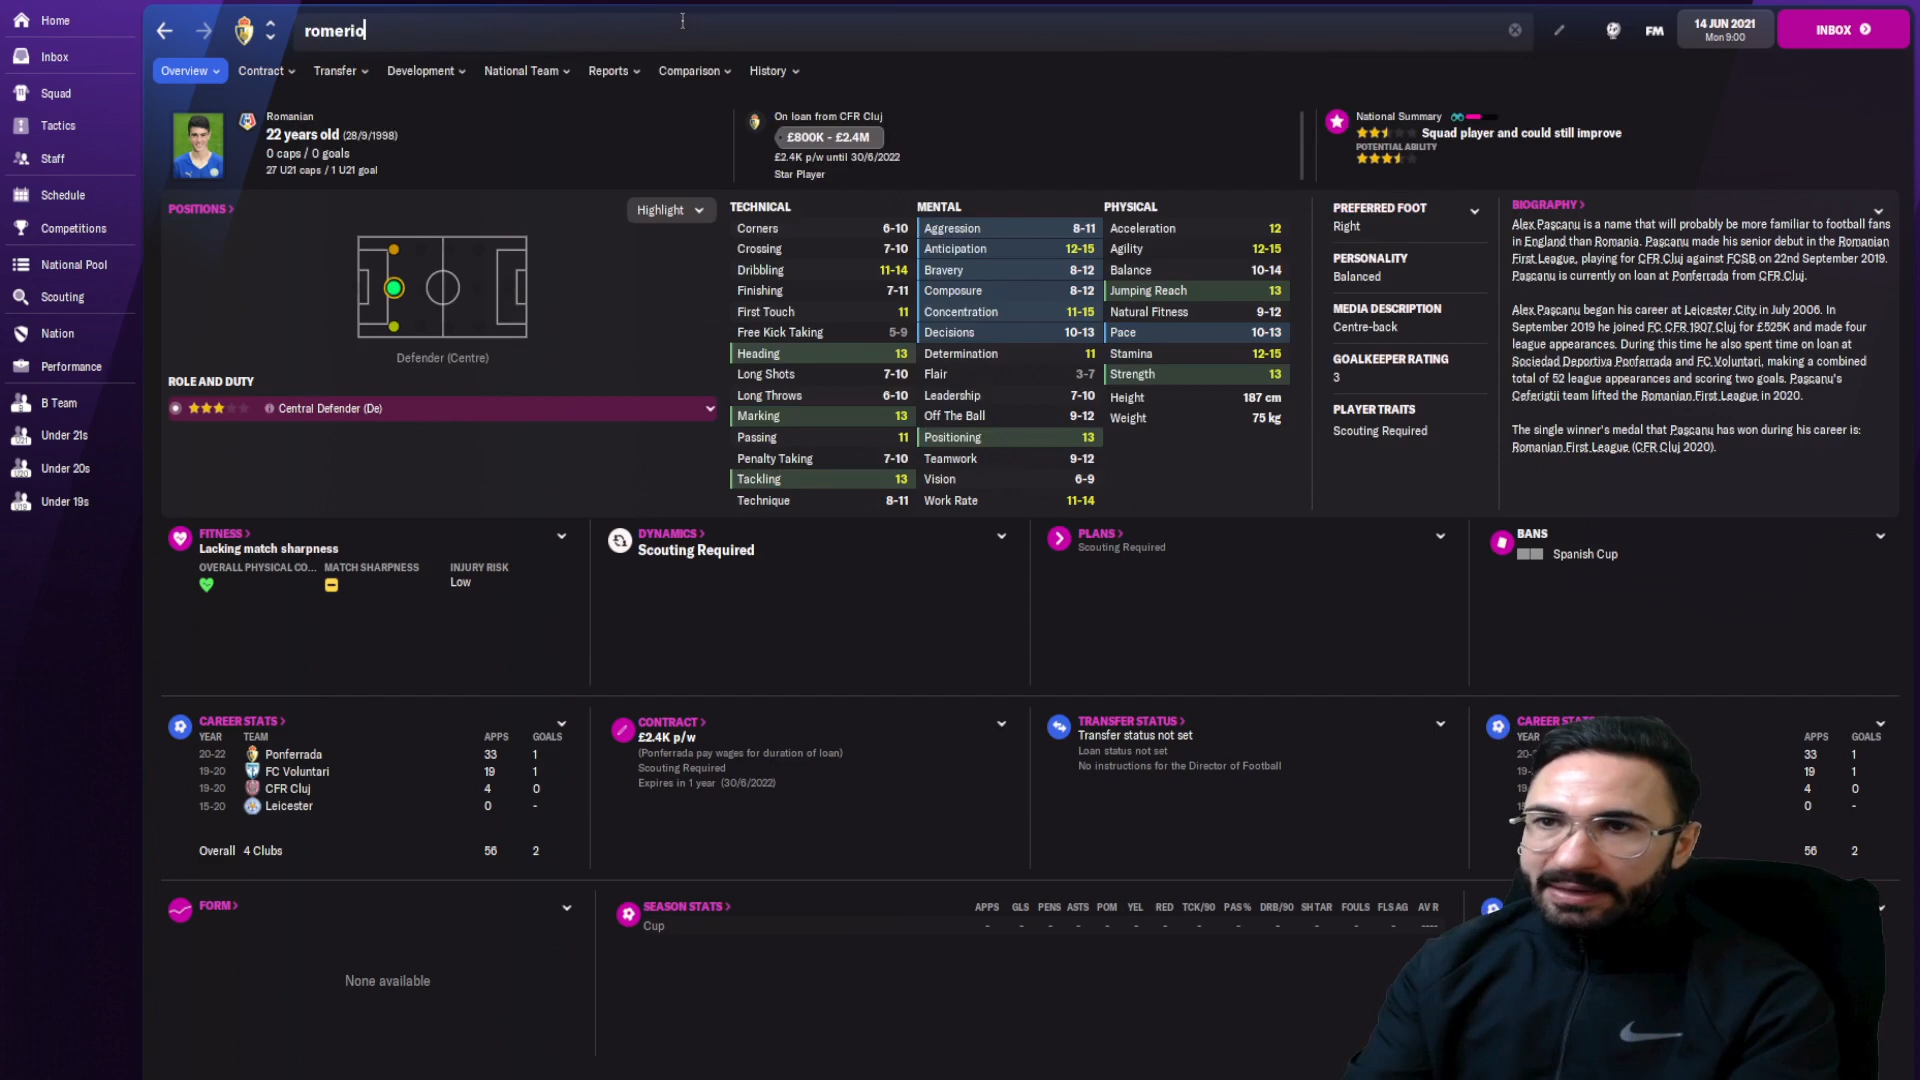 Home
Inbox
Squad
Tactics
Staff
Schedule
Competitions
National Pool
Scouting
Nation
Performance
B Team
Under 21s
Under 20s
Under 19s
romerio
FM
14 JUN 2021
Mon 9:00
INBOX
Overview
Contract
Transfer
Development
National Team
Reports
Comparison
History
Romanian
22 years old (28/9/1998)
0 caps / 0 goals
27 U21 caps / 1 U21 goal
On loan from CFR Cluj
£800K - £2.4M
£2.4K p/w until 30/6/2022
Star Player
National Summary
Squad player and could still improve
POTENTIAL ABILITY
POSITIONS
Highlight
Defender (Centre)
ROLE AND DUTY
Central Defender (De)
TECHNICAL
Corners 6-10
Crossing 7-10
Dribbling 11-14
Finishing 7-11
First Touch 11
Free Kick Taking 5-9
Heading 13
Long Shots 7-10
Long Throws 6-10
Marking 13
Passing 11
Penalty Taking 7-10
Tackling 13
Technique 8-11
MENTAL
Aggression 8-11
Anticipation 12-15
Bravery 8-12
Composure 8-12
Concentration 11-15
Decisions 10-13
Determination 11
Flair 3-7
Leadership 7-10
Off The Ball 9-12
Positioning 13
Teamwork 9-12
Vision 6-9
Work Rate 11-14
PHYSICAL
Acceleration 12
Agility 12-15
Balance 10-14
Jumping Reach 13
Natural Fitness 9-12
Pace 10-13
Stamina 12-15
Strength 13
Height 187 cm
Weight 75 kg
PREFERRED FOOT
Right
PERSONALITY
Balanced
MEDIA DESCRIPTION
Centre-back
GOALKEEPER RATING
3
PLAYER TRAITS
Scouting Required
BIOGRAPHY
Alex Pascanu is a name that will probably be more familiar to football fans
in England than Romania. Pascanu made his senior debut in the Romanian
First League, playing for CFR Cluj against FCSB on 22nd September 2019.
Pascanu is currently on loan at Ponferrada from CFR Cluj.
Alex Pascanu began his career at Leicester City in July 2006. In
September 2019 he joined FC CFR 1907 Cluj for £525K and made four
league appearances. During this time he also spent time on loan at
Sociedad Deportiva Ponferrada and FC Voluntari, making a combined
total of 52 league appearances and scoring two goals. Pascanu's
Ceferistii team lifted the Romanian First League in 2020.
The single winner's medal that Pascanu has won during his career is:
Romanian First League (CFR Cluj 2020).
FITNESS
Lacking match sharpness
OVERALL PHYSICAL CO... MATCH SHARPNESS INJURY RISK
Low
DYNAMICS
Scouting Required
PLANS
Scouting Required
BANS
Spanish Cup
CAREER STATS
YEAR TEAM APPS GOALS
20-22 Ponferrada 33 1
19-20 FC Voluntari 19 1
19-20 CFR Cluj 4 0
15-20 Leicester 0 -
Overall 4 Clubs 56 2
CONTRACT
£2.4K p/w
(Ponferrada pay wages for duration of loan)
Scouting Required
Expires in 1 year (30/6/2022)
TRANSFER STATUS
Transfer status not set
Loan status not set
No instructions for the Director of Football
CAREER STATS
YEAR APPS GOALS
33 1
19 1
4 0
0 -
56 2
FORM
None available
SEASON STATS APPS GLS PENS ASTS POM YEL RED TCK/90 PAS % DRB/90 SH TAR FOULS FLS AG AV R
Cup - - - - - - - - - - - - - ----